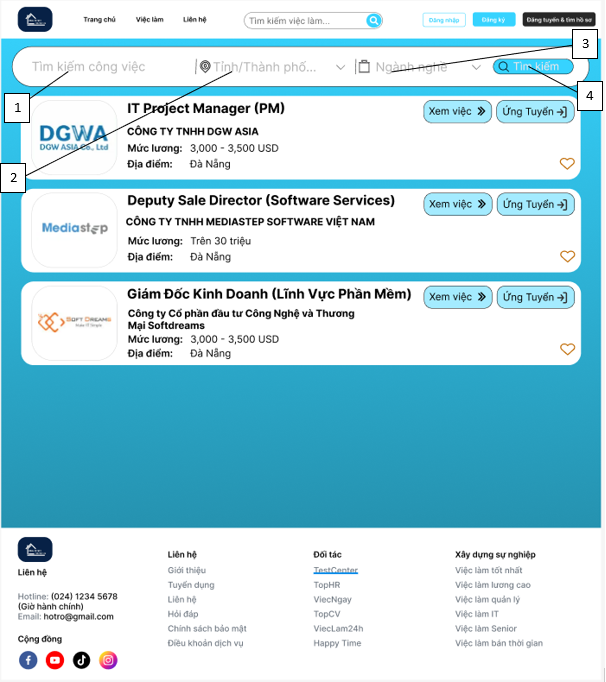 Trang chủ Việc làm Liên hệ Tìm kiếm việc làm... Đăng nhập Đăng ký Đăng tuyển & tìm hồ sơ
3
Tìm kiếm công việc Tỉnh/Thành phố... Ngành nghề Tìm kiếm
1
4
2
DGWA
DGW ASIA Co., Ltd
IT Project Manager (PM)
CÔNG TY TNHH DGW ASIA
Mức lương: 3,000 - 3,500 USD
Địa điểm: Đà Nẵng
Xem việc Ứng Tuyển
Mediastep
Deputy Sale Director (Software Services)
CÔNG TY TNHH MEDIASTEP SOFTWARE VIỆT NAM
Mức lương: Trên 30 triệu
Địa điểm: Đà Nẵng
Xem việc Ứng Tuyển
SOFT DREAMS
Make IT Simple
Giám Đốc Kinh Doanh (Lĩnh Vực Phần Mềm)
Công ty Cổ phần đầu tư Công Nghệ và Thương
Mại Softdreams
Mức lương: 3,000 - 3,500 USD
Địa điểm: Đà Nẵng
Xem việc Ứng Tuyển
Liên hệ
Hotline: (024) 1234 5678
(Giờ hành chính)
Email: hotro@gmail.com
Cộng đồng
Liên hệ
Giới thiệu
Tuyển dụng
Liên hệ
Hỏi đáp
Chính sách bảo mật
Điều khoản dịch vụ
Đối tác
TestCenter
TopHR
ViecNgay
TopCV
ViecLam24h
Happy Time
Xây dựng sự nghiệp
Việc làm tốt nhất
Việc làm lương cao
Việc làm quản lý
Việc làm IT
Việc làm Senior
Việc làm bán thời gian